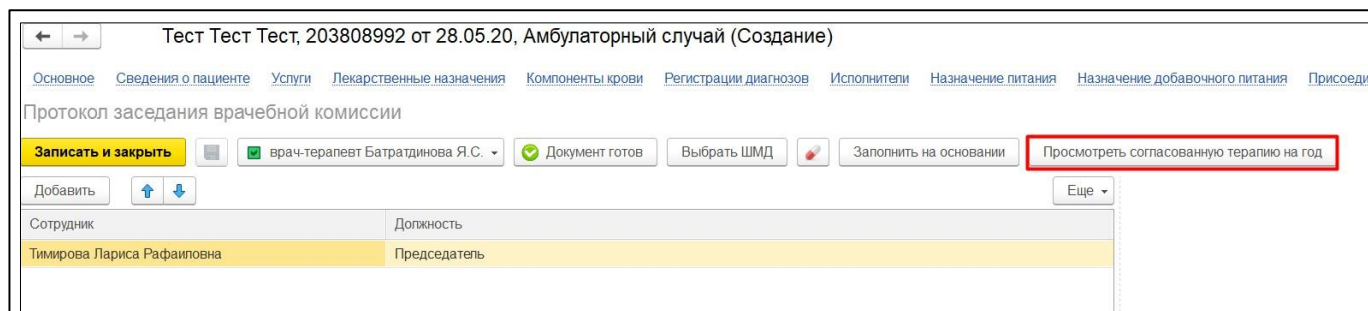 Тест Тест Тест, 203808992 от 28.05.20, Амбулаторный случай (Создание)
Основное Сведения о пациенте Услуги Лекарственные назначения Компоненты крови Регистрации диагнозов Исполнители Назначение питания Назначение добавочного питания Присоеди
Протокол заседания врачебной комиссии
Записать и закрыть врач-терапевт Батратдинова Я.С. Документ готов Выбрать ШМД Заполнить на основании Просмотреть согласованную терапию на год
Добавить Еще
Сотрудник Должность
Тимирова Лариса Рафаиловна Председатель